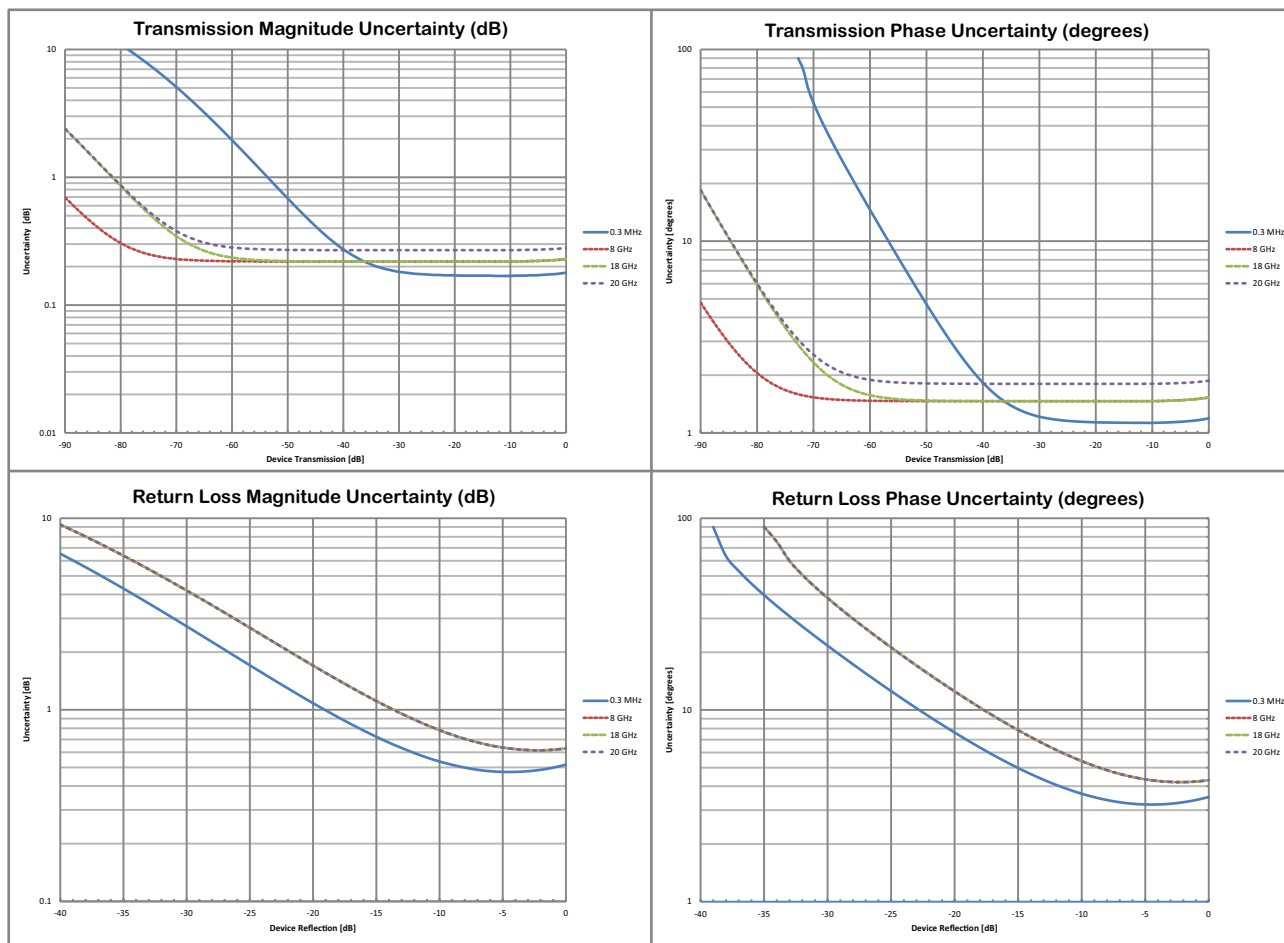 Transmission Magnitude Uncertainty (dB)
10
1
0.1
0.01
Uncertainty [dB]
-90 -80 -70 -60 -50 -40 -30 -20 -10 0
Device Transmission [dB]
0.3 MHz
8 GHz
18 GHz
20 GHz
Transmission Phase Uncertainty (degrees)
100
10
1
Uncertainty [degrees]
-90 -80 -70 -60 -50 -40 -30 -20 -10 0
Device Transmission [dB]
0.3 MHz
8 GHz
18 GHz
20 GHz
Return Loss Magnitude Uncertainty (dB)
10
1
0.1
Uncertainty [dB]
-40 -35 -30 -25 -20 -15 -10 -5 0
Device Reflection [dB]
0.3 MHz
8 GHz
18 GHz
20 GHz
Return Loss Phase Uncertainty (degrees)
100
10
1
Uncertainty [degrees]
-40 -35 -30 -25 -20 -15 -10 -5 0
Device Reflection [dB]
0.3 MHz
8 GHz
18 GHz
20 GHz